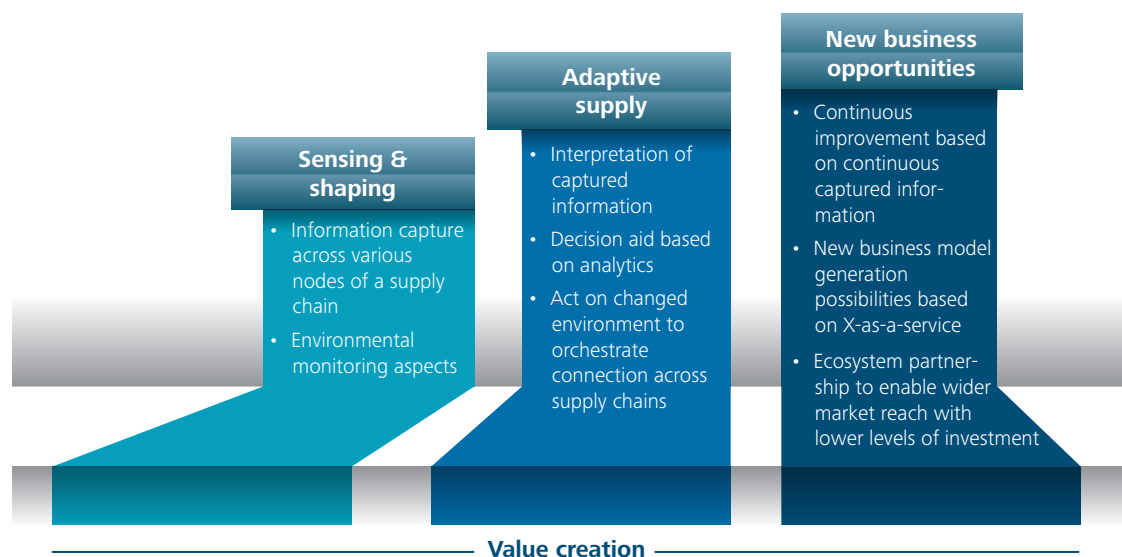 Sensing &
shaping
• Information capture
across various
nodes of a supply
chain
• Environmental
monitoring aspects
Adaptive
supply
• Interpretation of
captured
information
• Decision aid based
on analytics
• Act on changed
environment to
orchestrate
connection across
supply chains
New business
opportunities
• Continuous
improvement based
on continuous
captured infor-
mation
• New business model
generation
possibilities based
on X-as-a-service
• Ecosystem partner-
ship to enable wider
market reach with
lower levels of investment
Value creation